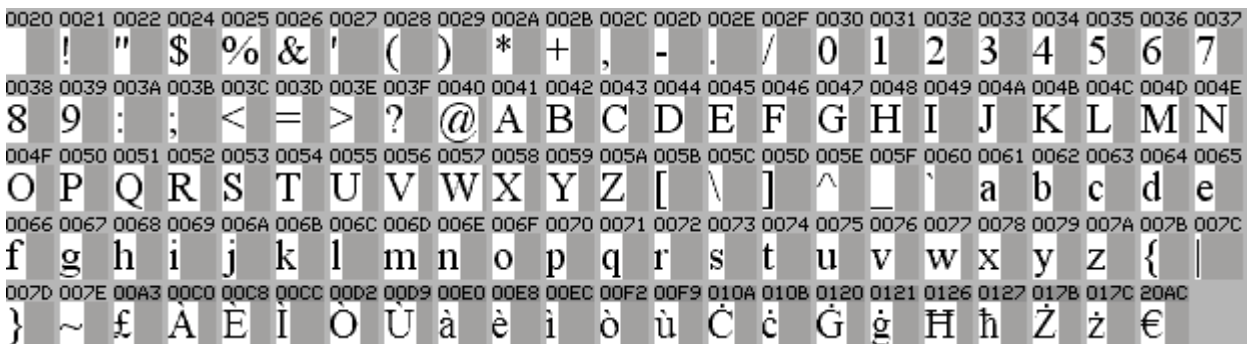 0020 0021 0022 0024 0025 0026 0027 0028 0029 002A 002B 002C 002D 002E 002F 0030 0031 0032 0033 0034 0035 0036 0037
! " $ % & ' ( ) * + , - . / 0 1 2 3 4 5 6 7
0038 0039 003A 003B 003C 003D 003E 003F 0040 0041 0042 0043 0044 0045 0046 0047 0048 0049 004A 004B 004C 004D 004E
8 9 : ; < = > ? @ A B C D E F G H I J K L M N
004F 0050 0051 0052 0053 0054 0055 0056 0057 0058 0059 005A 005B 005C 005D 005E 005F 0060 0061 0062 0063 0064 0065
O P Q R S T U V W X Y Z [ \ ] ^ _ ` a b c d e
0066 0067 0068 0069 006A 006B 006C 006D 006E 006F 0070 0071 0072 0073 0074 0075 0076 0077 0078 0079 007A 007B 007C
f g h i j k l m n o p q r s t u v w x y z { |
007D 007E 00A3 00C0 00C8 00CC 00D2 00D9 00E0 00E8 00EC 00F2 00F9 010A 010B 0120 0121 0126 0127 017B 017C 20AC
} ~ £ À È Ì Ò Ù à è ì ò ù Ċ ċ Ġ ġ Ħ ħ Ż ż €